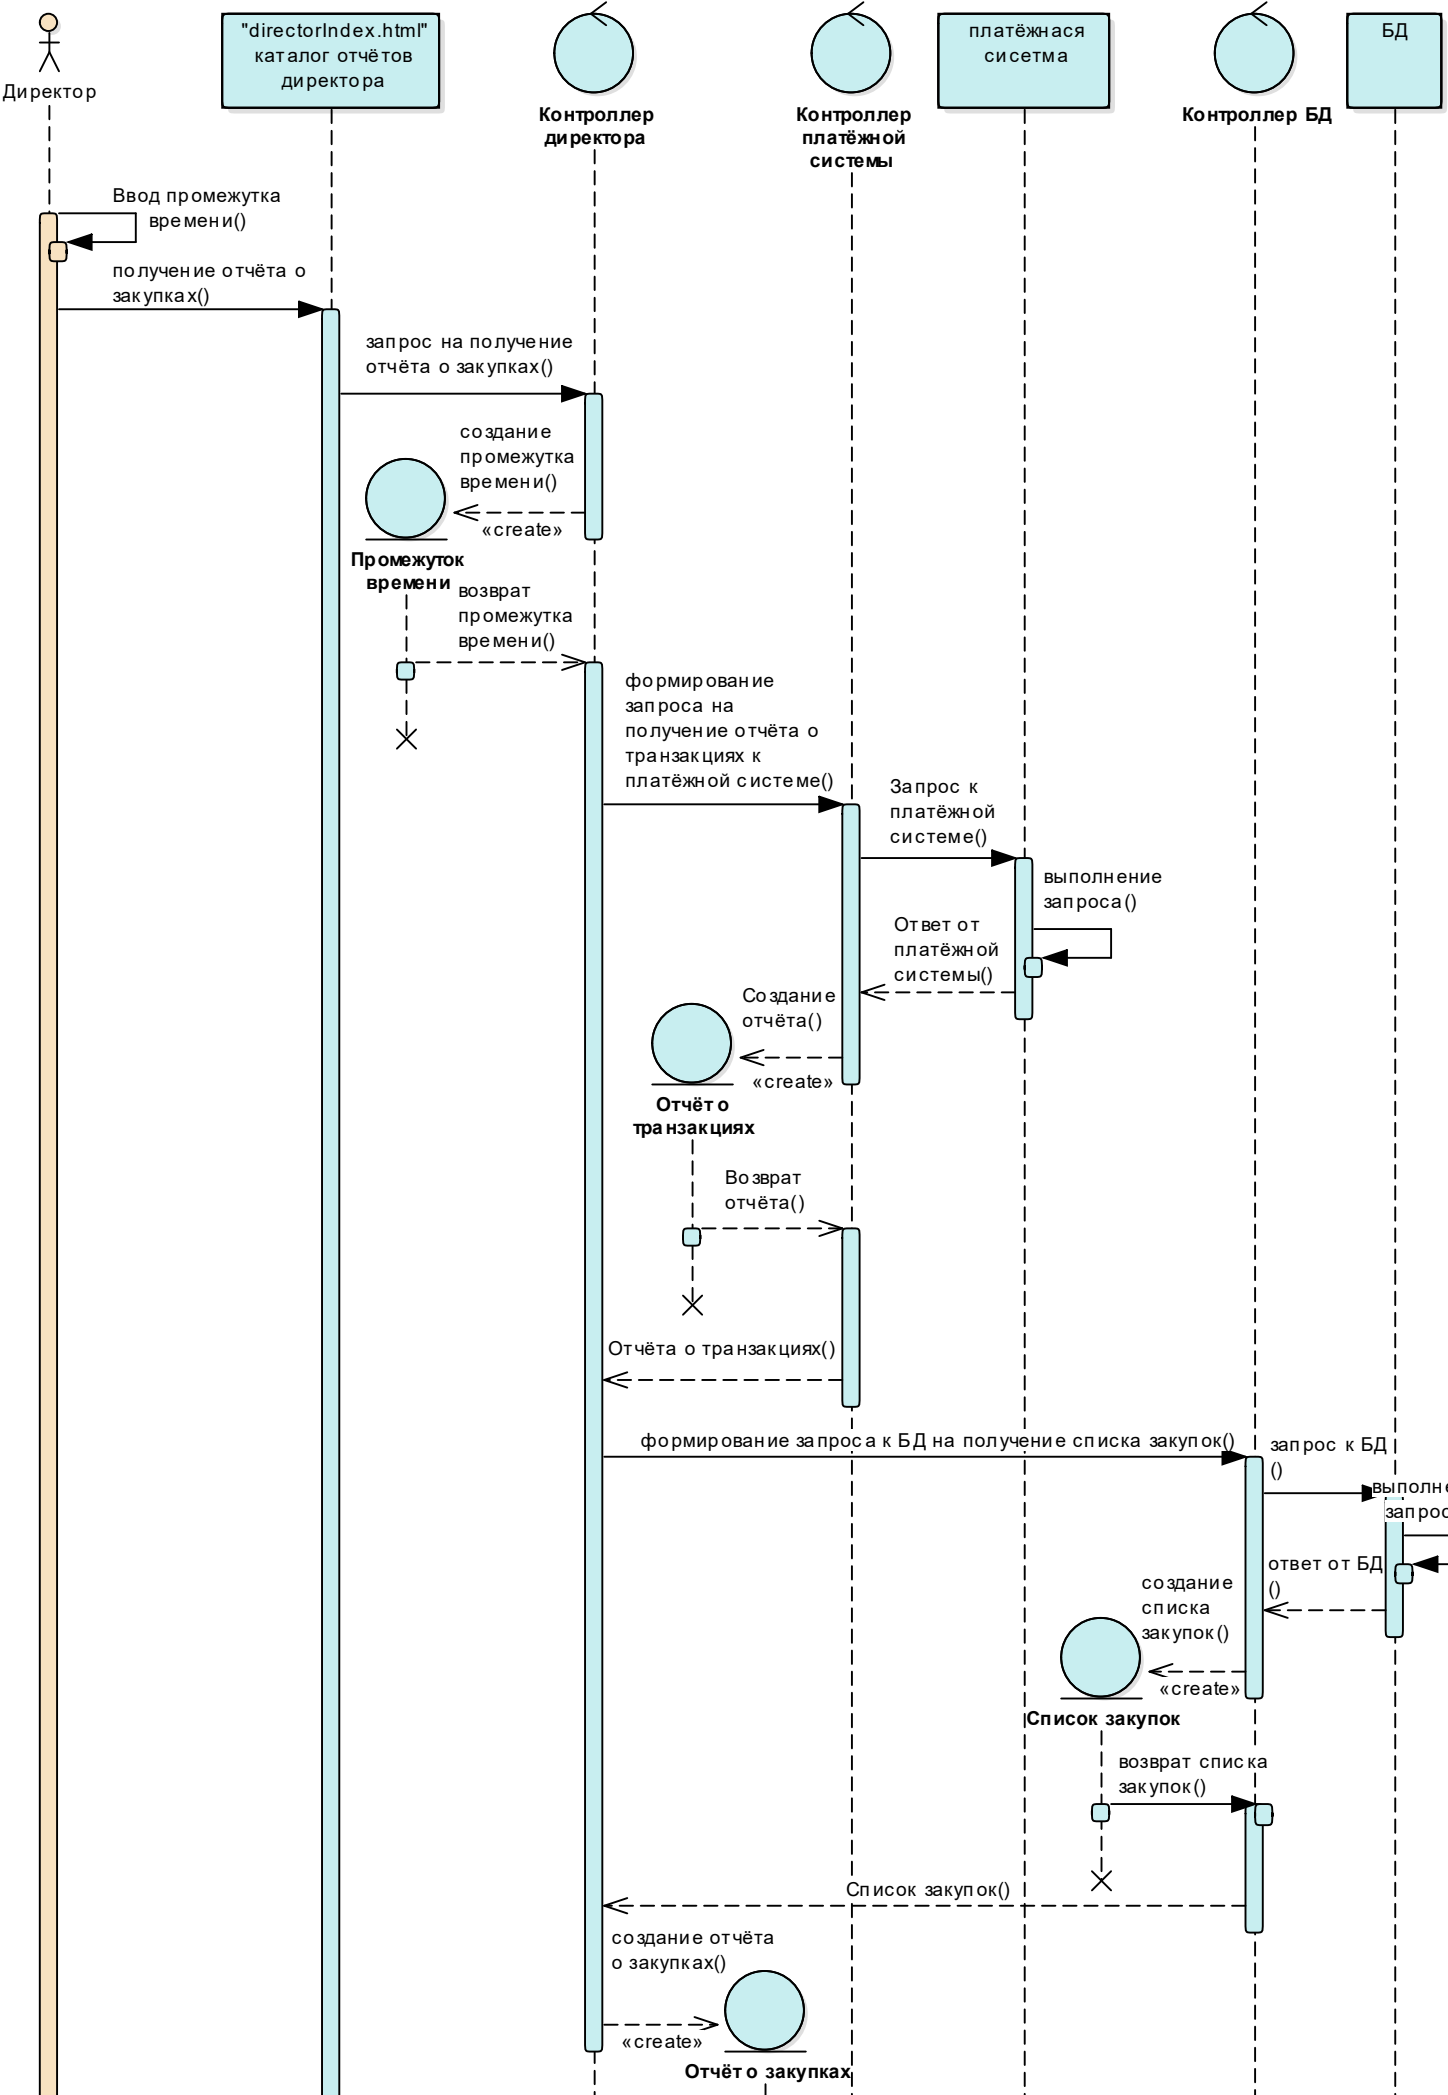 Директор
"directorIndex.html"
каталог отчётов
директора
Контроллер
директора
Контроллер
платёжной
системы
платёжнася
сисетма
Контроллер БД
БД
Ввод промежутка
времени()
получение отчёта о
закупках()
запрос на получение
отчёта о закупках()
создание
промежутка
времени()
«create»
Промежуток
времени
возврат
промежутка
времени()
формирование
запроса на
получение отчёта о
транзакциях к
платёжной системе()
Запрос к
платёжной
системе()
выполнение
запроса()
Ответ от
платёжной
системы()
Создание
отчёта()
«create»
Отчёт о
транзакциях
Возврат
отчёта()
Отчёта о транзакциях()
формирование запроса к БД на получение списка закупок()
запрос к БД
()
выполне
запрос
ответ от БД
()
создание
списка
закупок()
«create»
Список закупок
возврат списка
закупок()
Список закупок()
создание отчёта
о закупках()
«create»
Отчёт о закупках